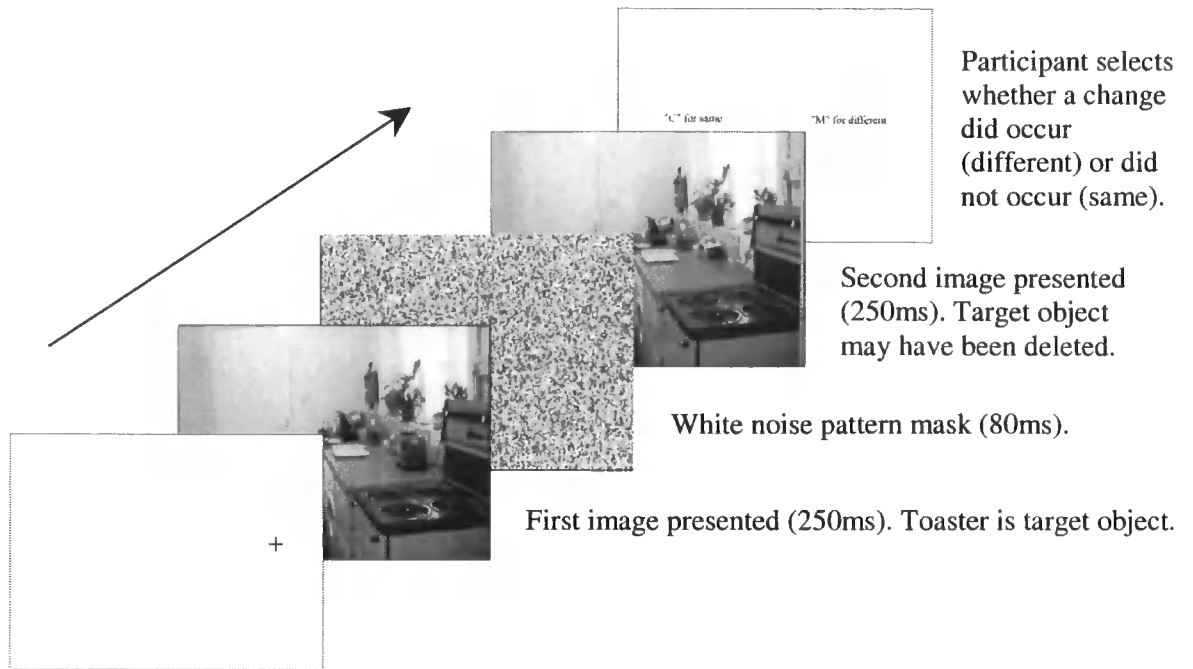 Participant selects
whether a change
did occur
(different) or did
not occur (same).
"C" for same
"M" for different
Second image presented
(250ms). Target object
may have been deleted.
White noise pattern mask (80ms).
First image presented (250ms). Toaster is target object.
+